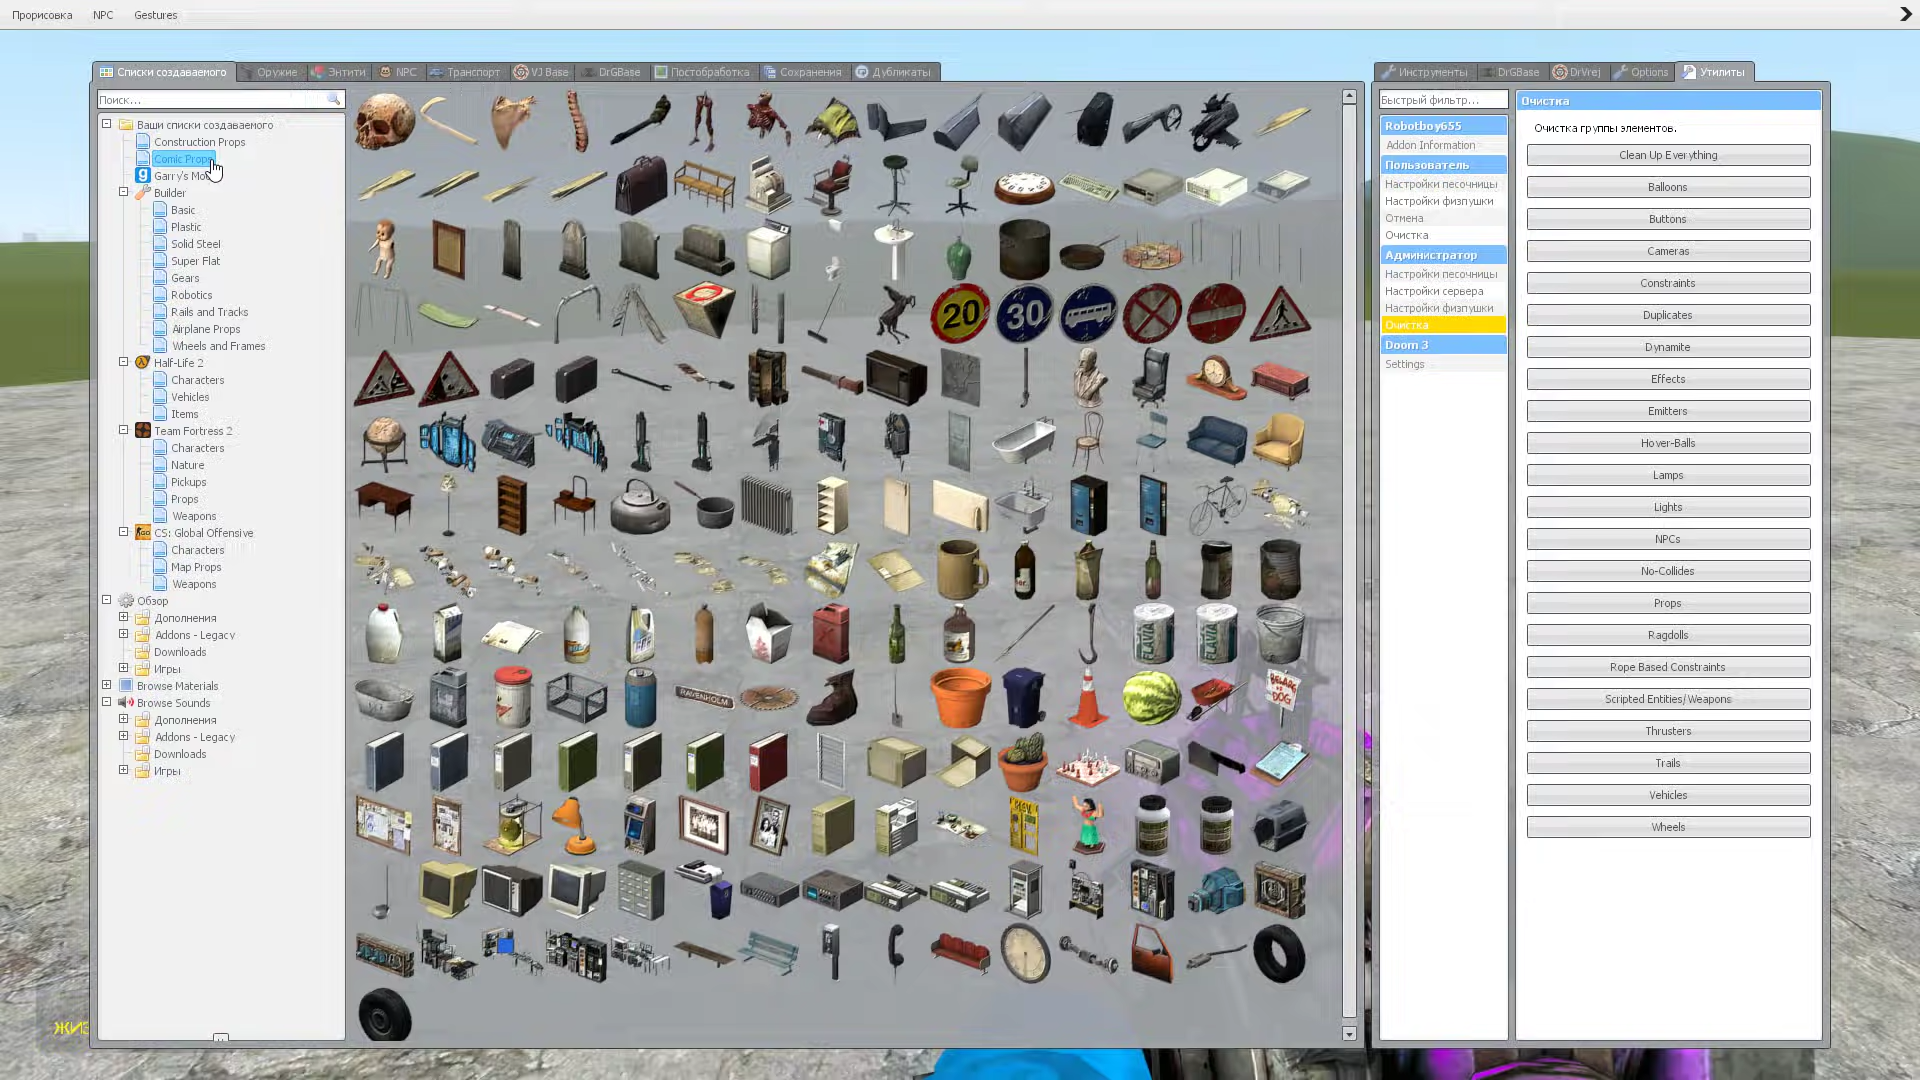 Прорисовка NPC Gestures
Списки создаваемого Оружие Энтити NPC Транспорт VJ Base DrGBase Постобработка Сохранения Дубликаты
Поиск...
Ваши списки создаваемого
Construction Props
Comic Props
Garry's Mo
Builder
Basic
Plastic
Solid Steel
Super Flat
Gears
Robotics
Rails and Tracks
Airplane Props
Wheels and Frames
Half-Life 2
Characters
Vehicles
Items
Team Fortress 2
Characters
Nature
Pickups
Props
Weapons
CS: Global Offensive
Characters
Map Props
Weapons
Обзор
Дополнения
Addons - Legacy
Downloads
Игры
Browse Materials
Browse Sounds
Дополнения
Addons - Legacy
Downloads
Игры
20
30
RAVENHOLM
ЖИЗ
Инструменты DrGBase DrVrej Options Утилиты
Быстрый фильтр...
Robotboy655
Addon Information
Пользователь
Настройки песочницы
Настройки физпушки
Отмена
Очистка
Администратор
Настройки песочницы
Настройки сервера
Настройки физпушки
Очистка
Doom 3
Settings
Очистка
Очистка группы элементов.
Clean Up Everything
Balloons
Buttons
Cameras
Constraints
Duplicates
Dynamite
Effects
Emitters
Hover-Balls
Lamps
Lights
NPCs
No-Collides
Props
Ragdolls
Rope Based Constraints
Scripted Entities/Weapons
Thrusters
Trails
Vehicles
Wheels